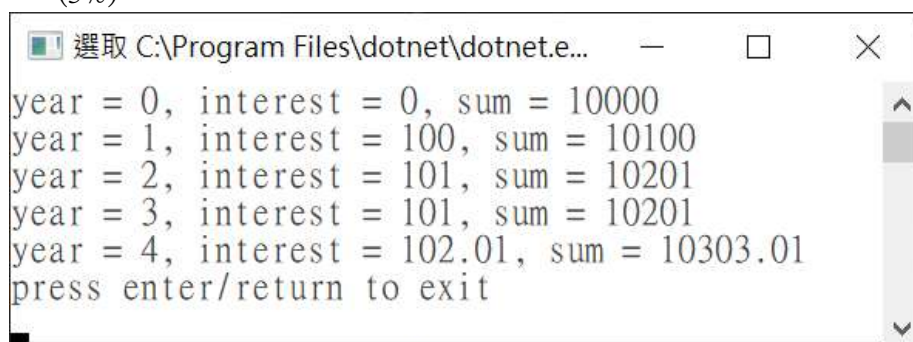 (5%)
選取 C:\Program Files\dotnet\dotnet.e...
year = 0, interest = 0, sum = 10000
year = 1, interest = 100, sum = 10100
year = 2, interest = 101, sum = 10201
year = 3, interest = 101, sum = 10201
year = 4, interest = 102.01, sum = 10303.01
press enter/return to exit